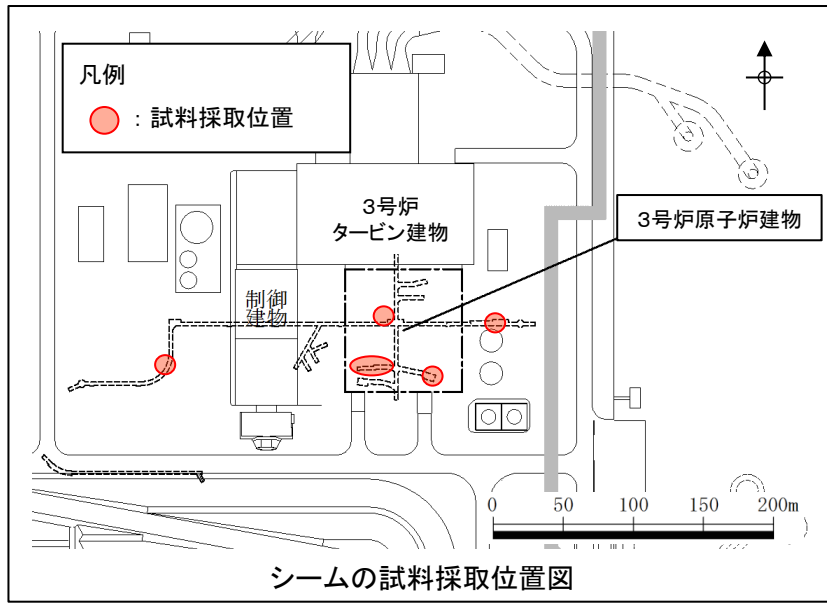 凡例
：試料採取位置
３号炉
タービン建物
３号炉原子炉建物
制御
建物
0 50 100 150 200m
シームの試料採取位置図